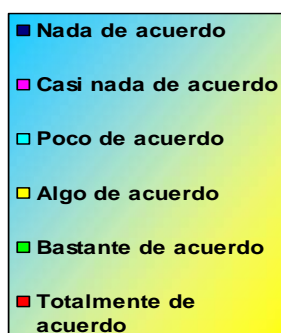 Nada de acuerdo
Casi nada de acuerdo
Poco de acuerdo
Algo de acuerdo
Bastante de acuerdo
Totalmente de
acuerdo